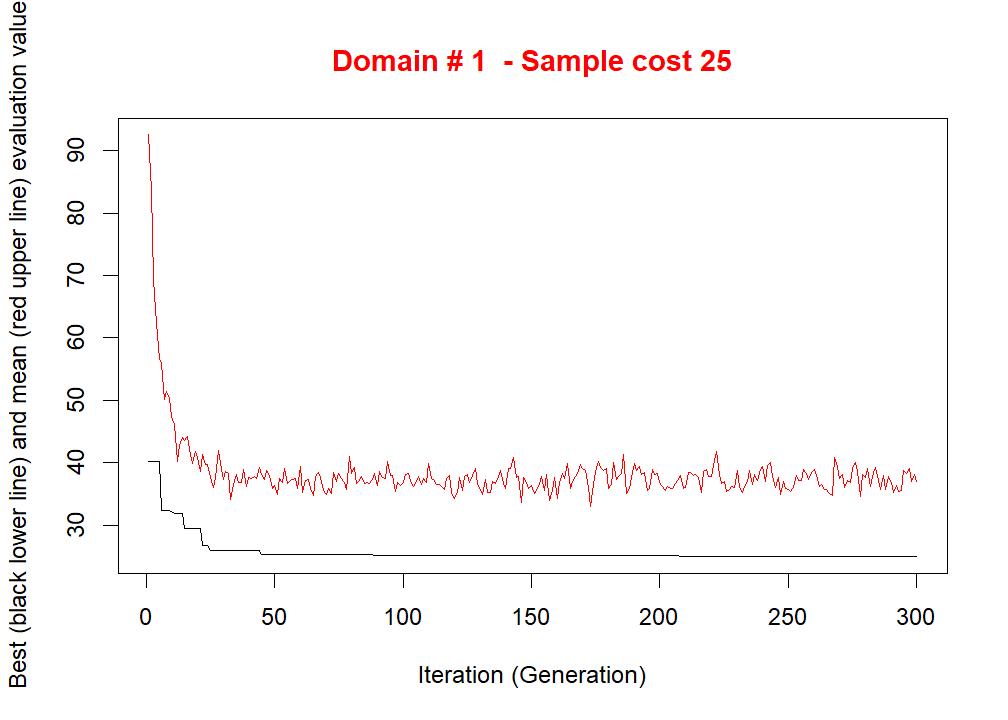 Domain # 1  - Sample cost 25
Best (black lower line) and mean (red upper line) evaluation value
90
80
70
60
50
40
30
0 50 100 150 200 250 300
Iteration (Generation)